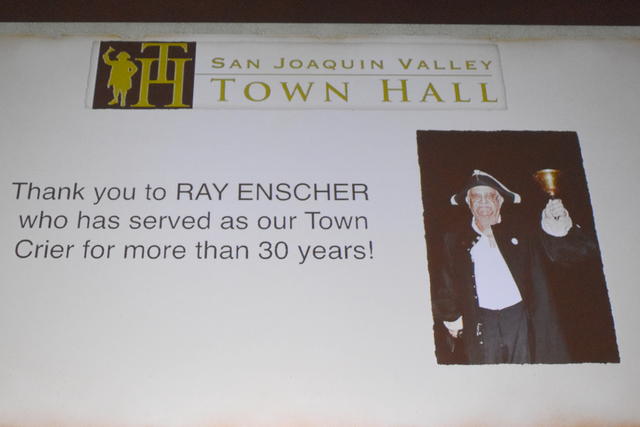 TH
SAN JOAQUIN VALLEY
TOWN HALL
Thank you to RAY ENSCHER
who has served as our Town
Crier for more than 30 years!